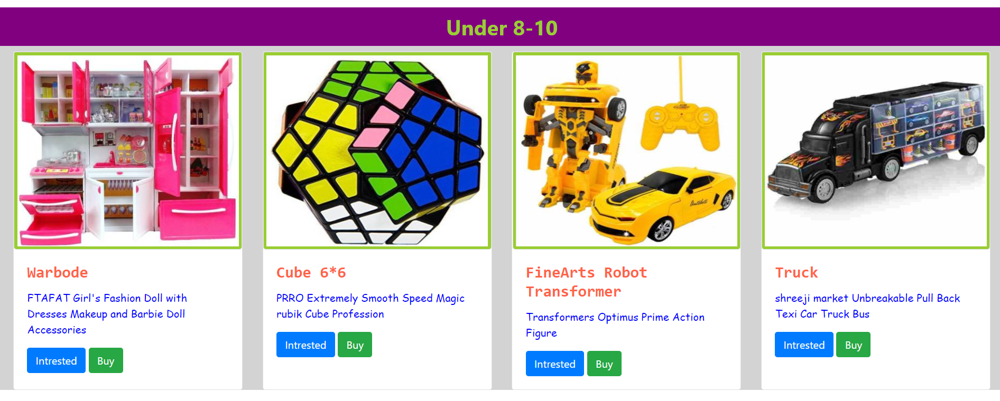 Under 8-10
Warbode
FTAFAT Girl's Fashion Doll with
Dresses Makeup and Barbie Doll
Accessories
Intrested Buy
Cube 6*6
PRRO Extremely Smooth Speed Magic
rubik Cube Profession
Intrested Buy
FineArts Robot
Transformer
Transformers Optimus Prime Action
Figure
Intrested Buy
Truck
shreeji market Unbreakable Pull Back
Texi Car Truck Bus
Intrested Buy